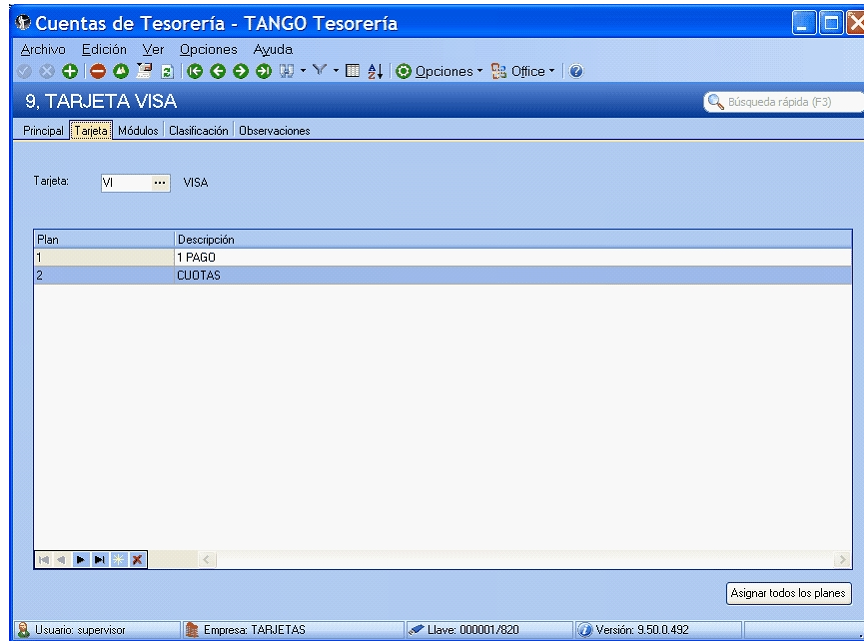 Cuentas de Tesorería - TANGO Tesorería
Archivo Edición Ver Opciones Ayuda
Opciones Office
9, TARJETA VISA
Búsqueda rápida (F3)
Principal Tarjeta Módulos Clasificación Observaciones
Tarjeta: VI ... VISA
Plan Descripción
1 1 PAGO
2 CUOTAS
Asignar todos los planes
Usuario: supervisor Empresa: TARJETAS Llave: 000001/820 Versión: 9.50.0.492